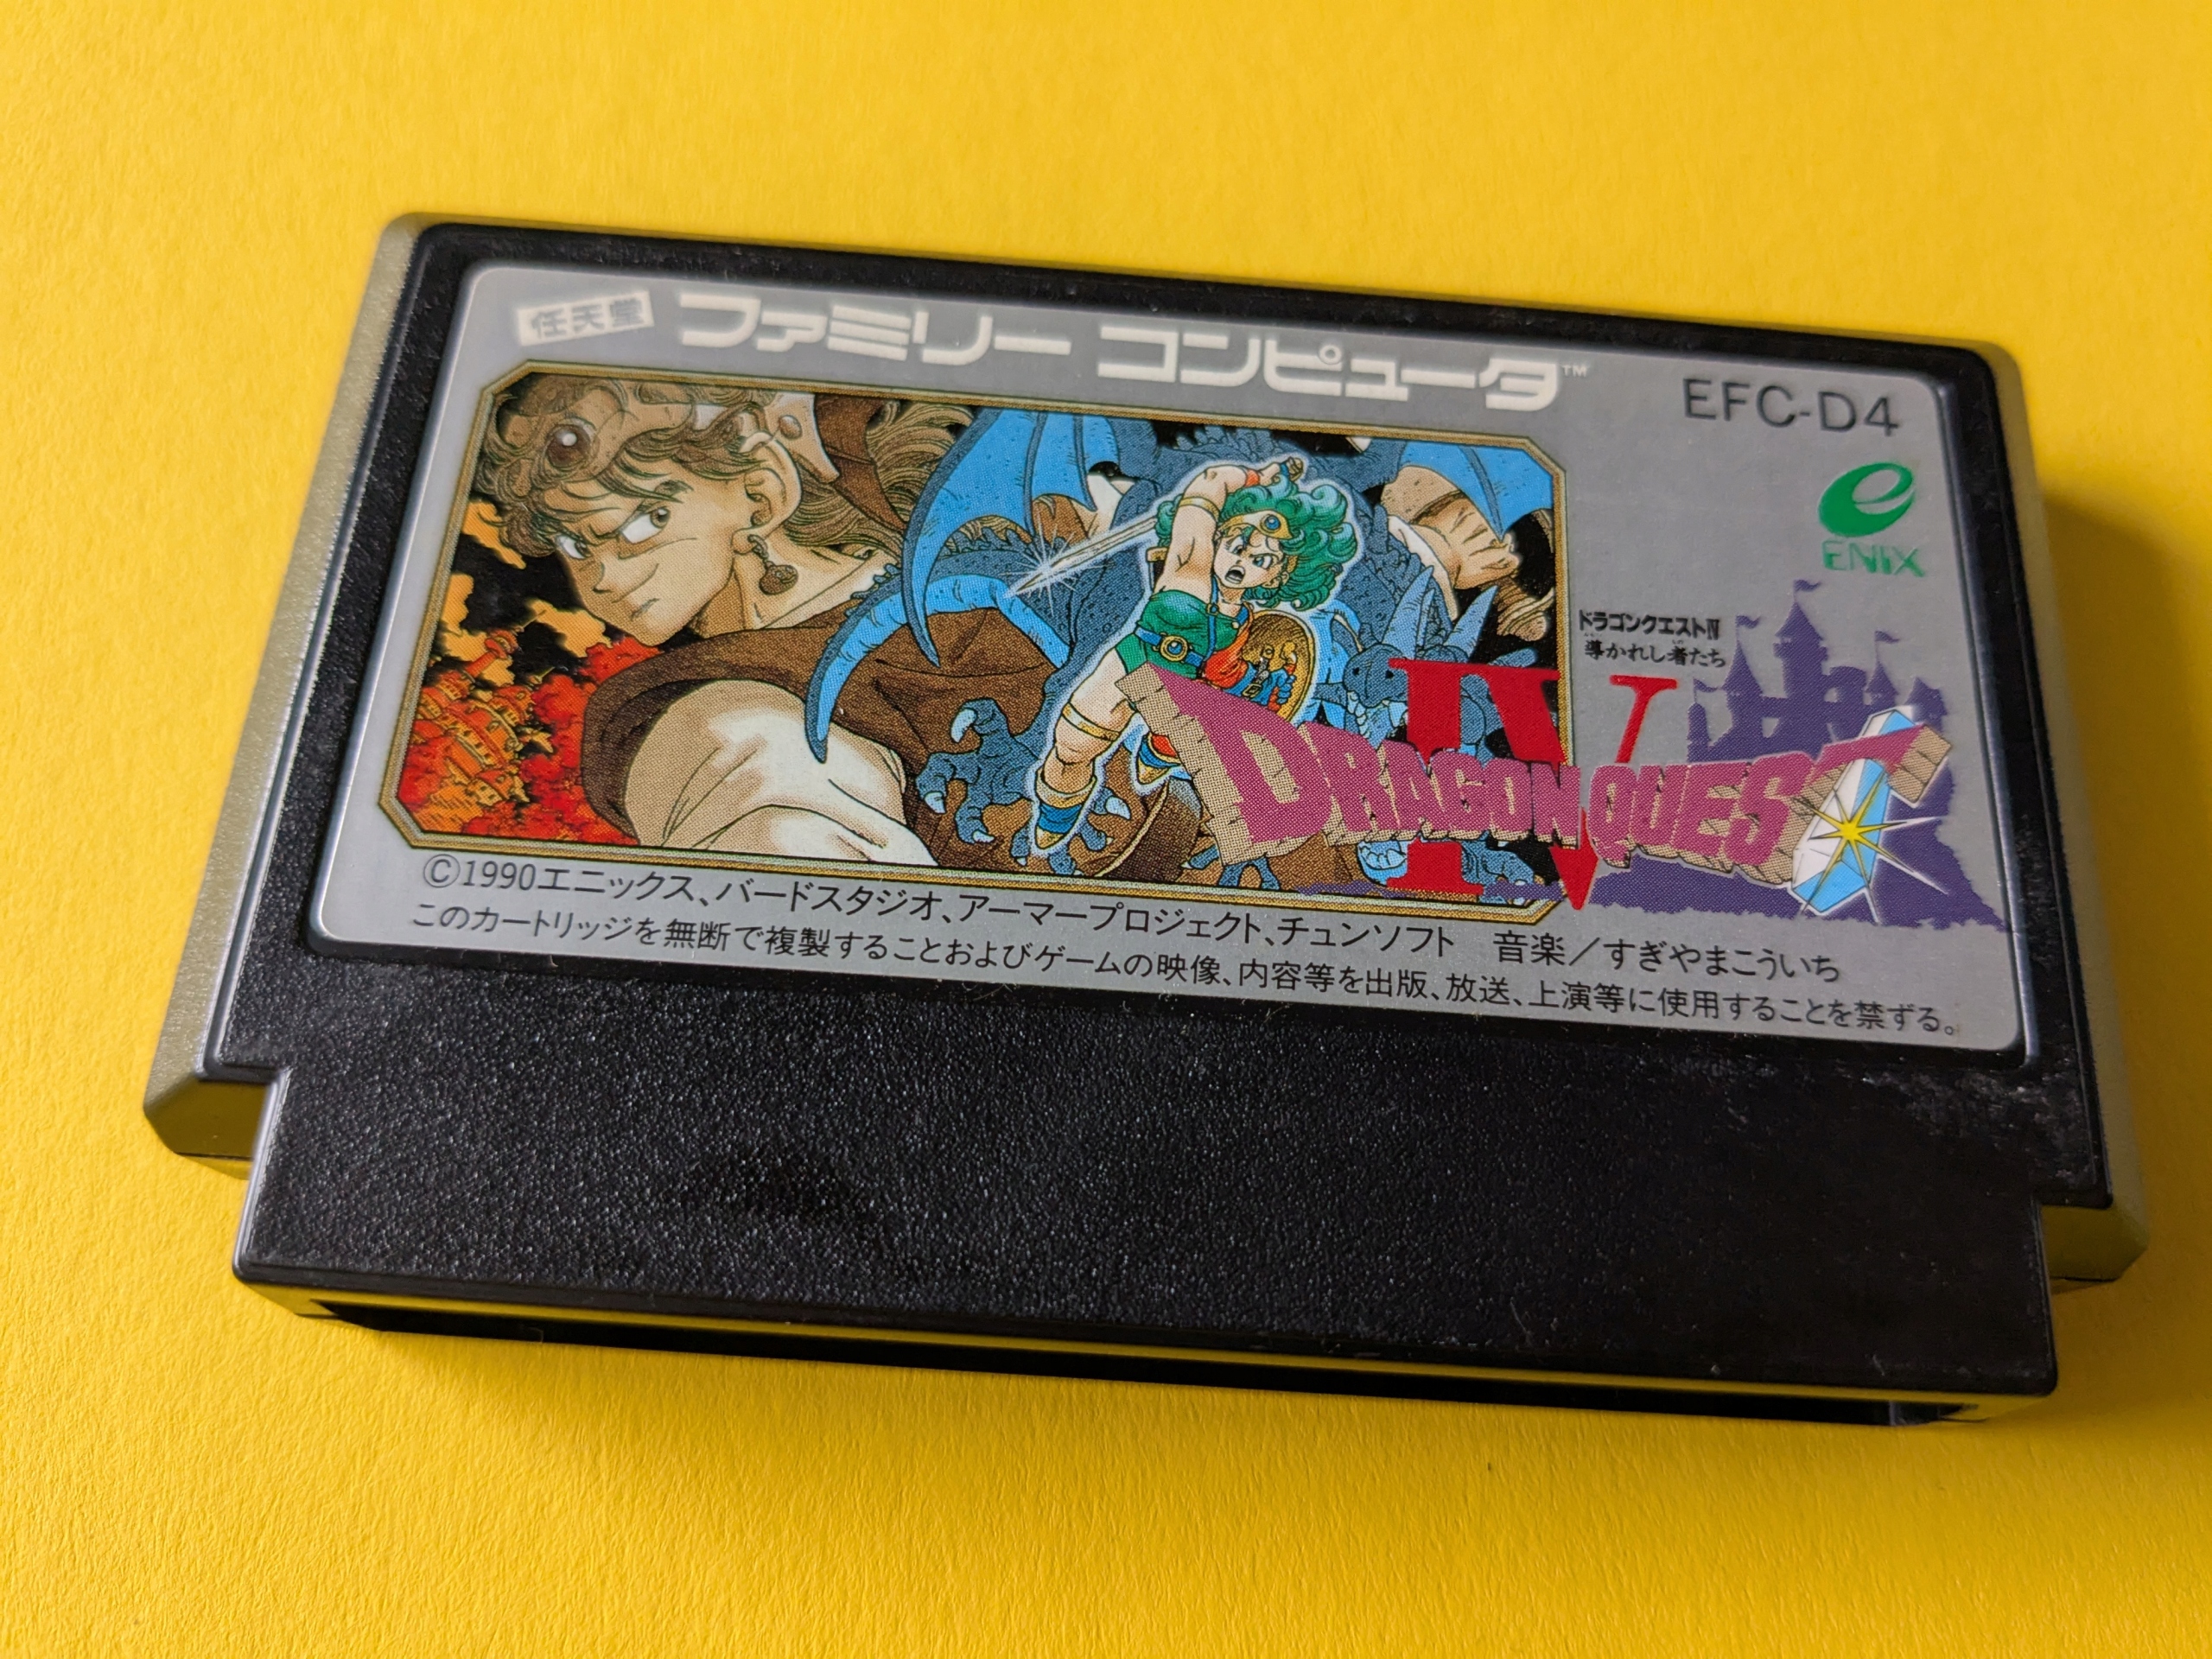 任天堂 ファミリー コンピュータ™
EFC-D4
ENIX
ドラゴンクエストIV
導かれし者たち
IV
DRAGON QUEST
©1990エニックス、バードスタジオ、アーマープロジェクト、チュンソフト 音楽／すぎやまこういち
このカートリッジを無断で複製することおよびゲームの映像、内容等を出版、放送、上演等に使用することを禁ずる。